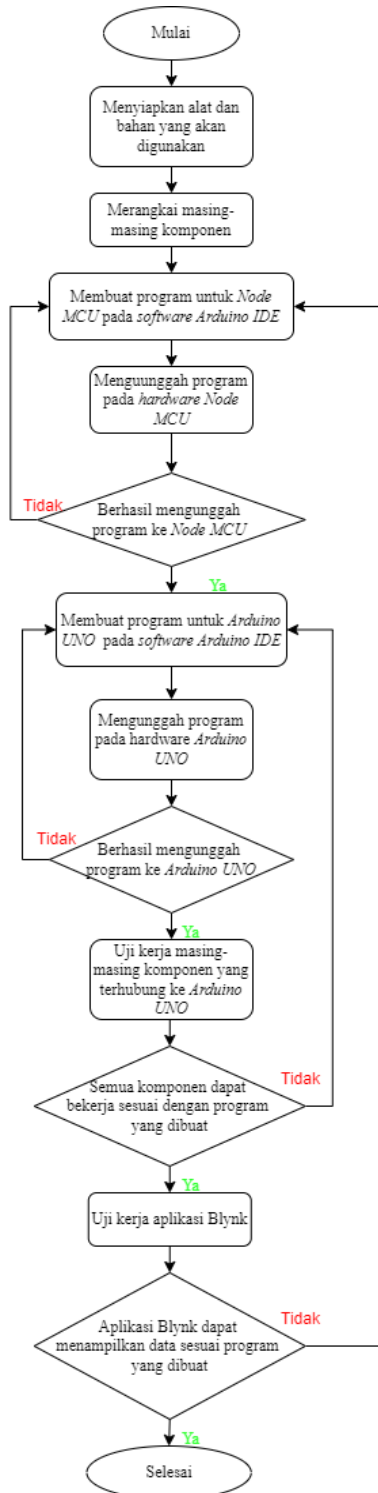 Mulai
Menyiapkan alat dan
bahan yang akan
digunakan
Merangkai masing-
masing komponen
Membuat program untuk Node
MCU pada software Arduino IDE
Menguunggah program
pada hardware Node
MCU
Tidak
Berhasil mengunggah
program ke Node MCU
Ya
Membuat program untuk Arduino
UNO pada software Arduino IDE
Mengunggah program
pada hardware Arduino
UNO
Tidak
Berhasil mengunggah
program ke Arduino UNO
Ya
Uji kerja masing-
masing komponen yang
terhubung ke Arduino
UNO
Tidak
Semua komponen dapat
bekerja sesuai dengan program
yang dibuat
Ya
Uji kerja aplikasi Blynk
Tidak
Aplikasi Blynk dapat
menampilkan data sesuai program
yang dibuat
Ya
Selesai